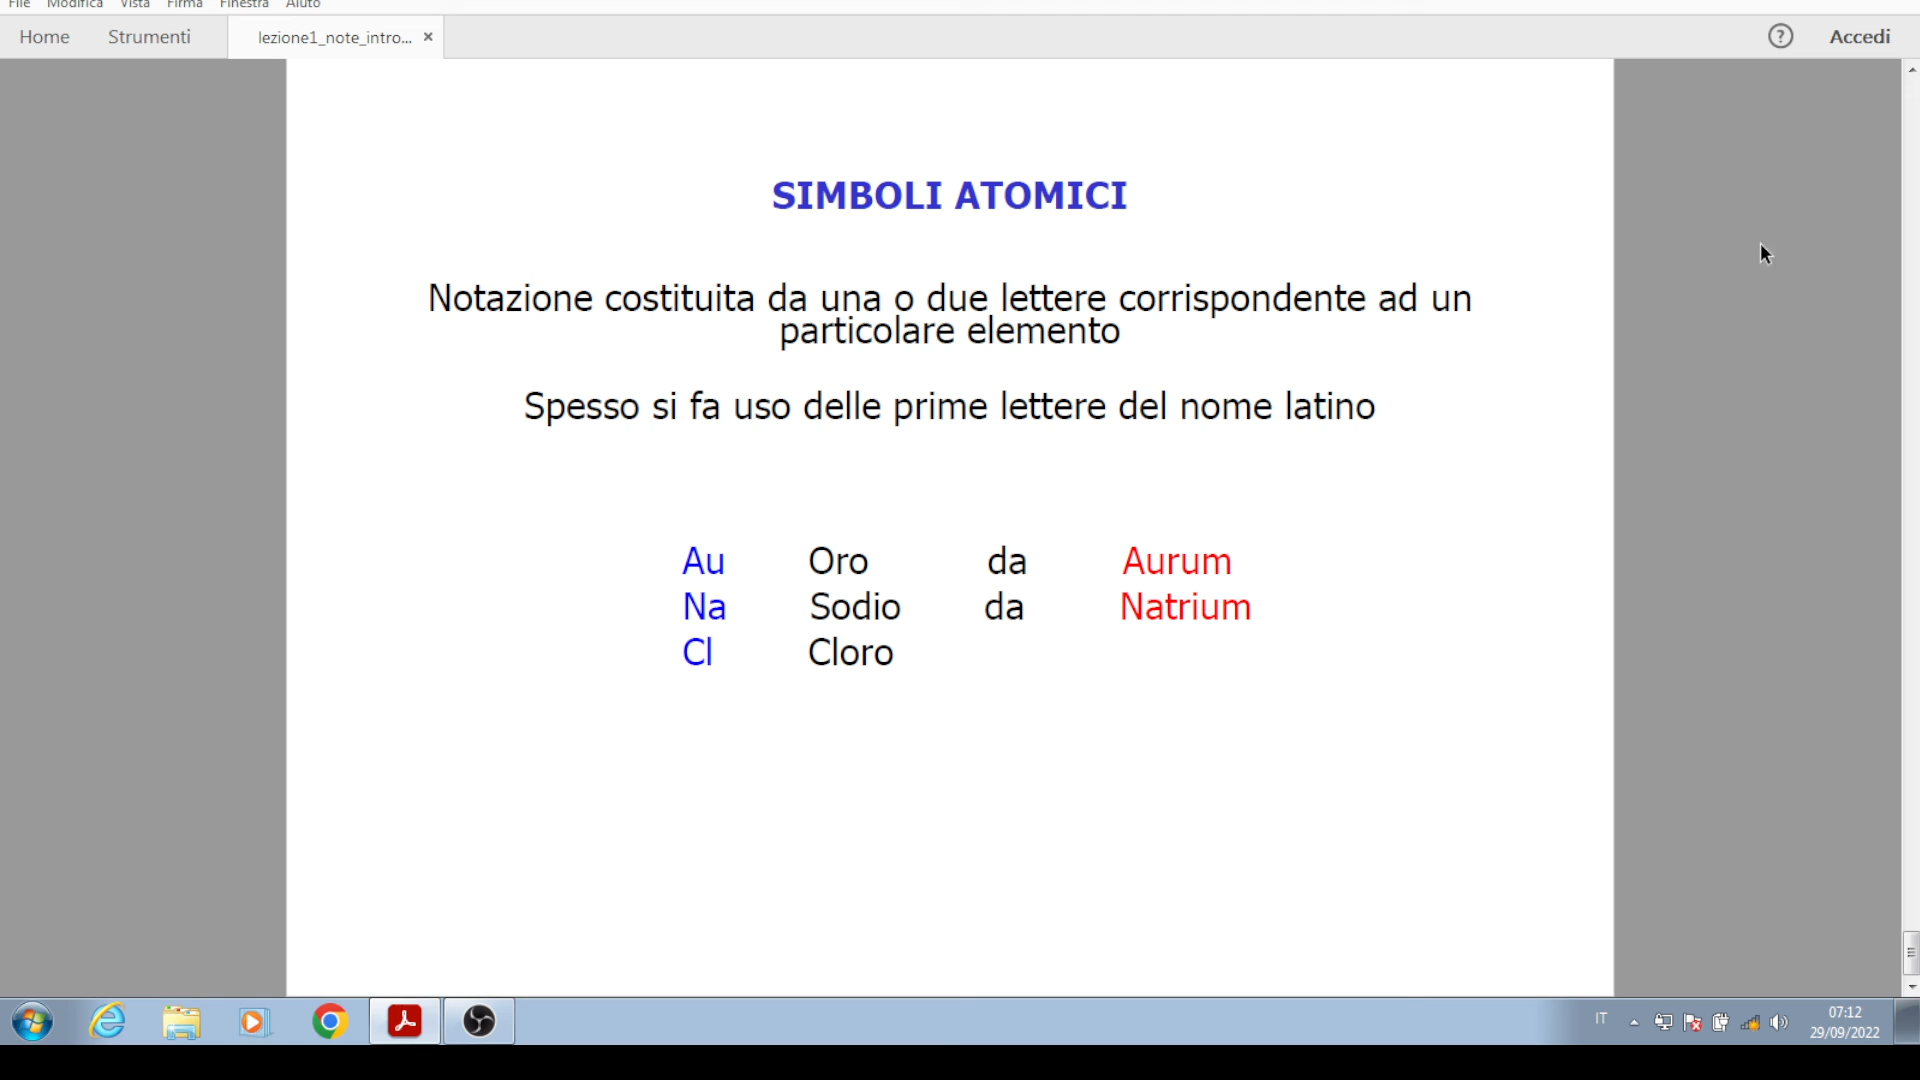 File Modifica Vista Firma Finestra Aiuto
Home Strumenti lezione1_note_intro... × ? Accedi
SIMBOLI ATOMICI
Notazione costituita da una o due lettere corrispondente ad un
particolare elemento
Spesso si fa uso delle prime lettere del nome latino
Au Oro da Aurum
Na Sodio da Natrium
Cl Cloro
IT 07:12
29/09/2022